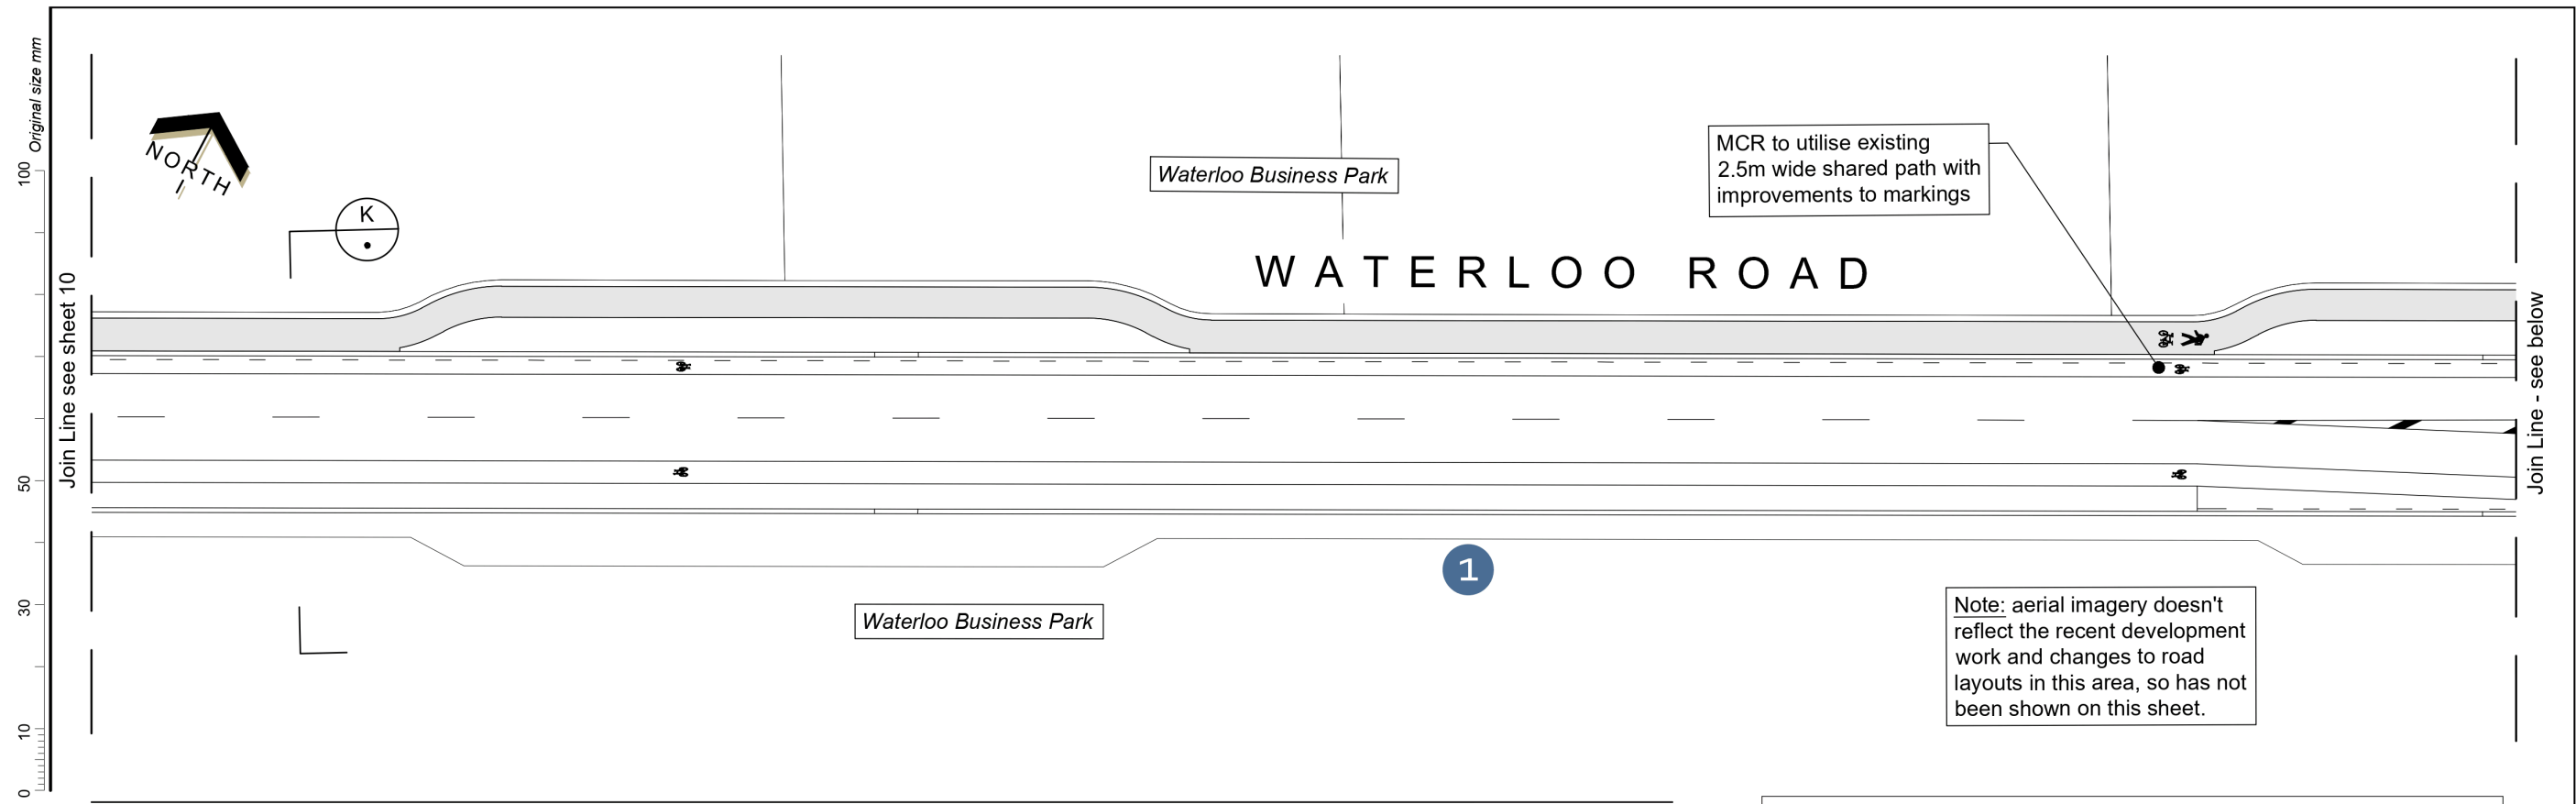 Original size mm
100
50
30
10
0
Join Line see sheet 10
NORTH
K
Waterloo Business Park
MCR to utilise existing
2.5m wide shared path with
improvements to markings
WATERLOO ROAD
Join Line - see below
1
Waterloo Business Park
Note: aerial imagery doesn't
reflect the recent development
work and changes to road
layouts in this area, so has not
been shown on this sheet.